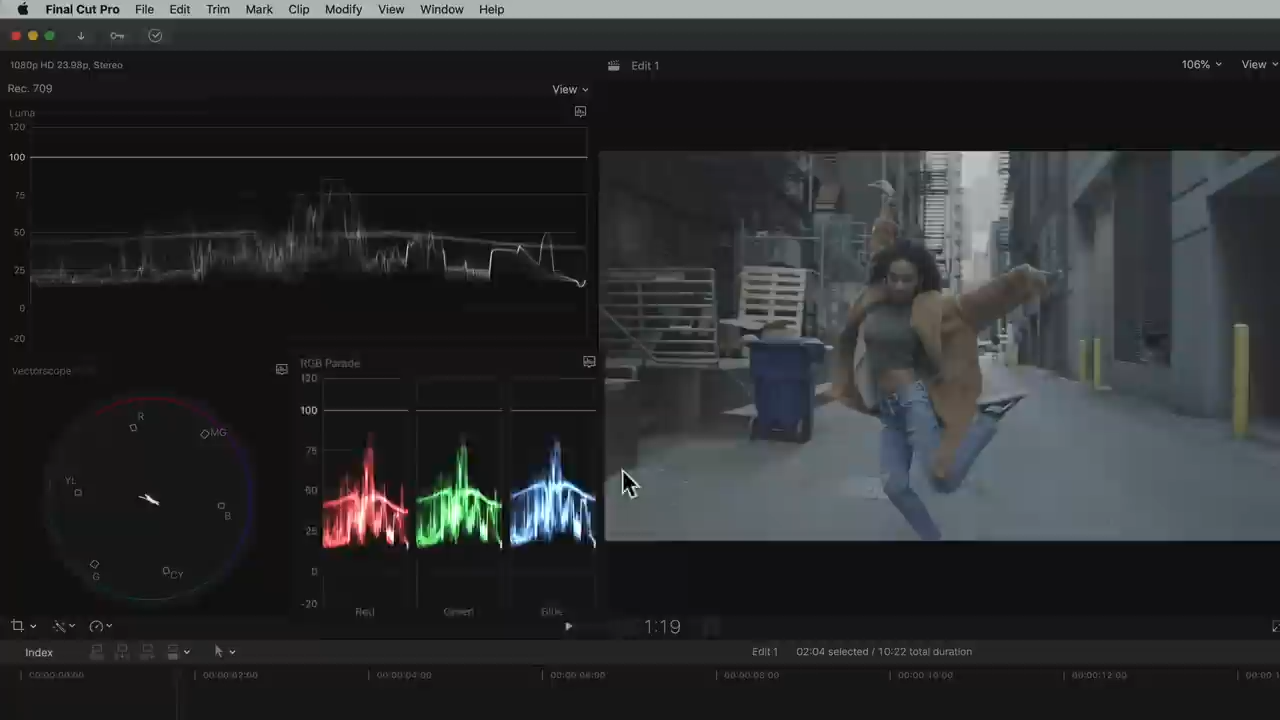 Final Cut Pro File Edit Trim Mark Clip Modify View Window Help
1080p HD 23.98p, Stereo
Edit 1
106%
View
Rec. 709
View
Luma
120
100
75
50
25
0
-20
Vectorscope
R
MG
YL
B
G
CY
RGB Parade
120
100
75
50
25
0
-20
Red
Green
Blue
1:19
Index
Edit 1
02:04 selected / 10:22 total duration
00:00:00:00
00:00:02:00
00:00:04:00
00:00:06:00
00:00:08:00
00:00:10:00
00:00:12:00
00:00:1